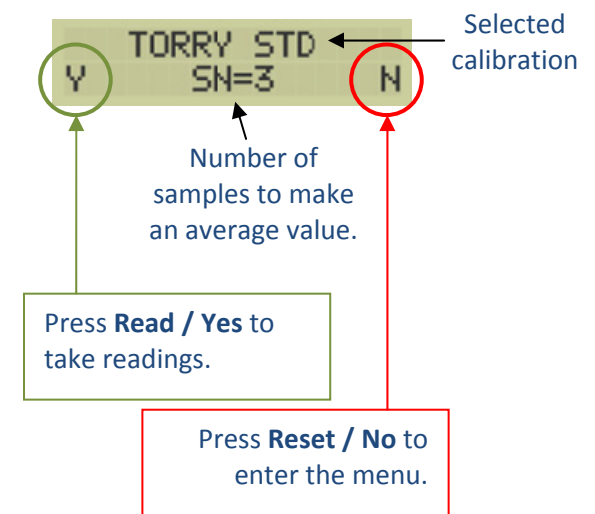 Selected
calibration
TORRY STD
Y SN=3 N
Number of
samples to make
an average value.
Press Read / Yes to
take readings.
Press Reset / No to
enter the menu.